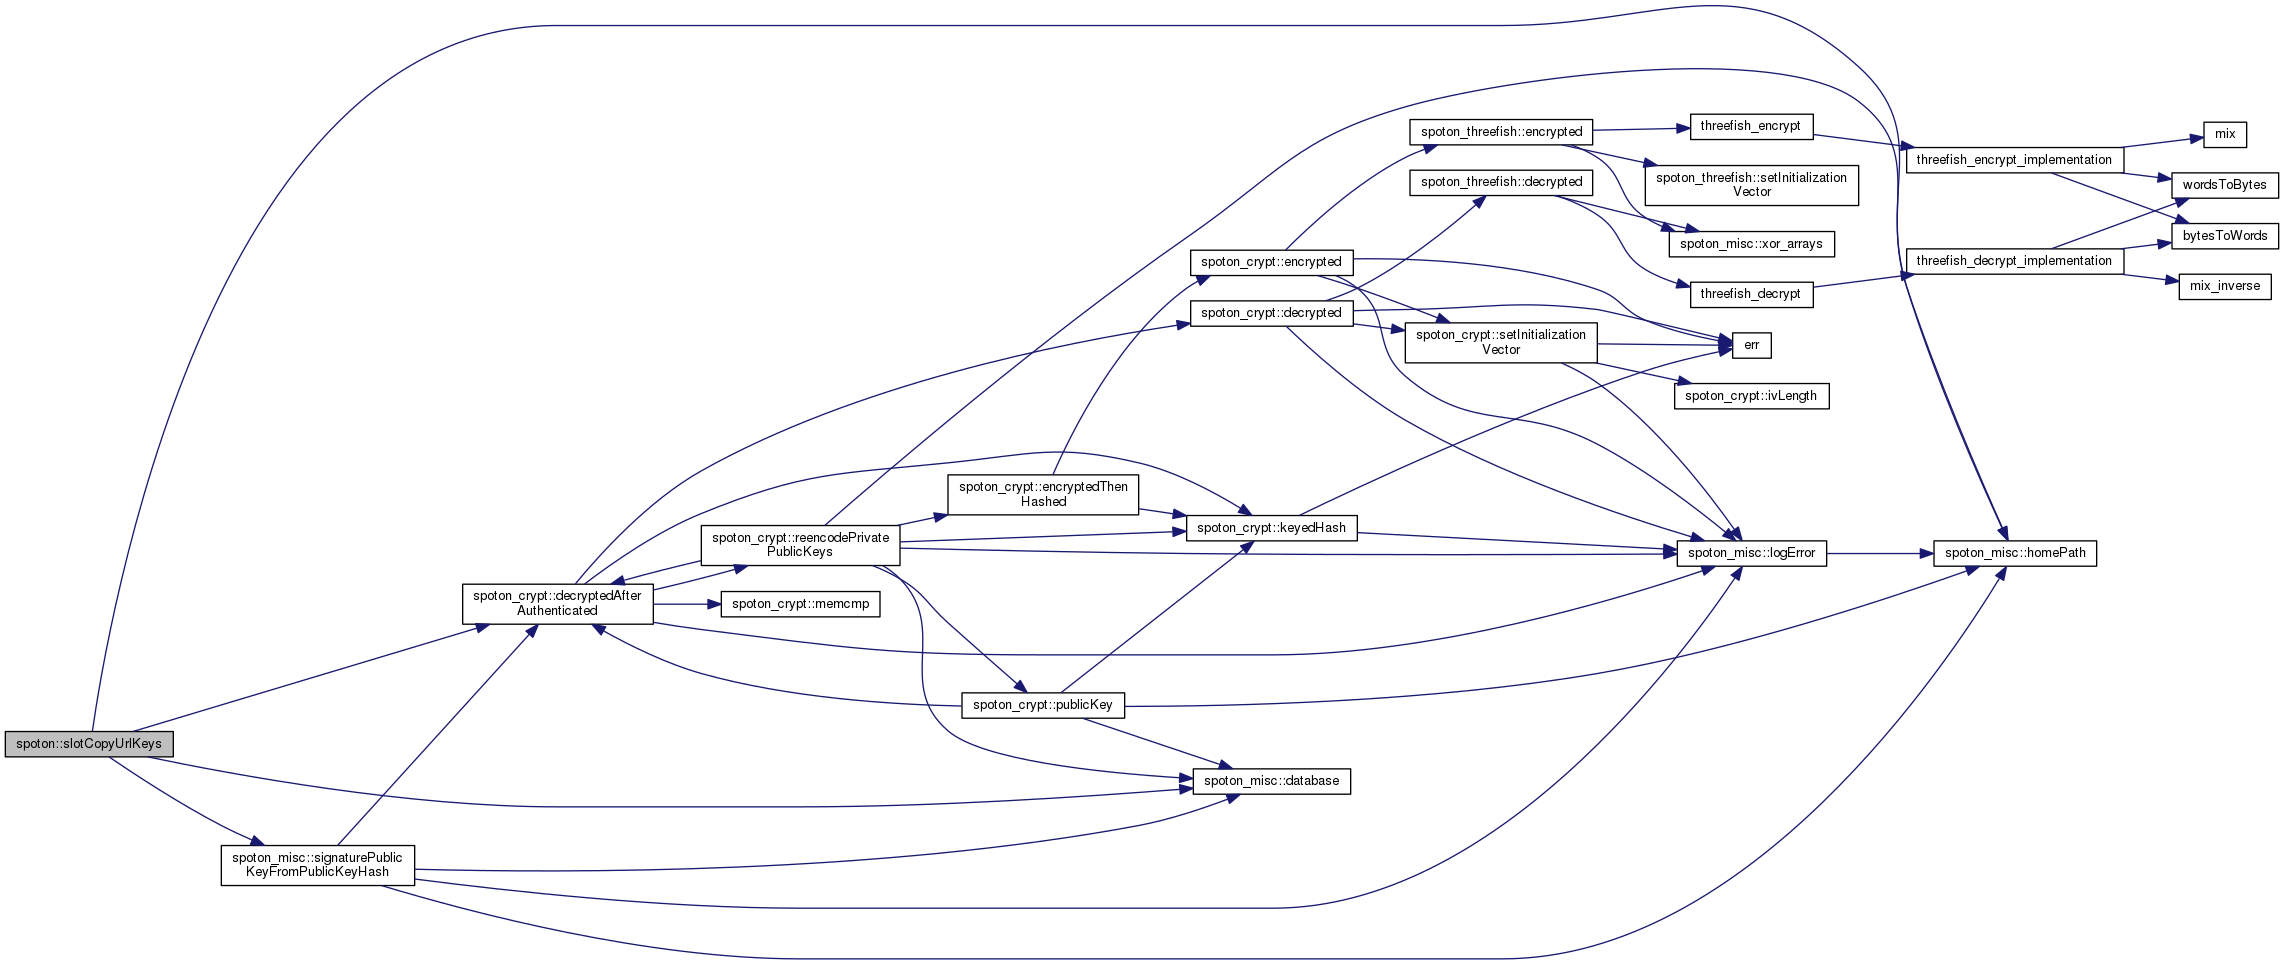 spoton::slotCopyUrlKeys
spoton_misc::signaturePublic
KeyFromPublicKeyHash
spoton_crypt::decryptedAfter
Authenticated
spoton_crypt::reencodePrivate
PublicKeys
spoton_crypt::memcmp
spoton_crypt::encryptedThen
Hashed
spoton_crypt::publicKey
spoton_crypt::encrypted
spoton_crypt::decrypted
spoton_crypt::keyedHash
spoton_misc::database
spoton_threefish::encrypted
spoton_threefish::decrypted
spoton_crypt::setInitialization
Vector
threefish_encrypt
spoton_threefish::setInitialization
Vector
spoton_misc::xor_arrays
threefish_decrypt
err
spoton_crypt::ivLength
spoton_misc::logError
threefish_encrypt_implementation
threefish_decrypt_implementation
spoton_misc::homePath
mix
wordsToBytes
bytesToWords
mix_inverse